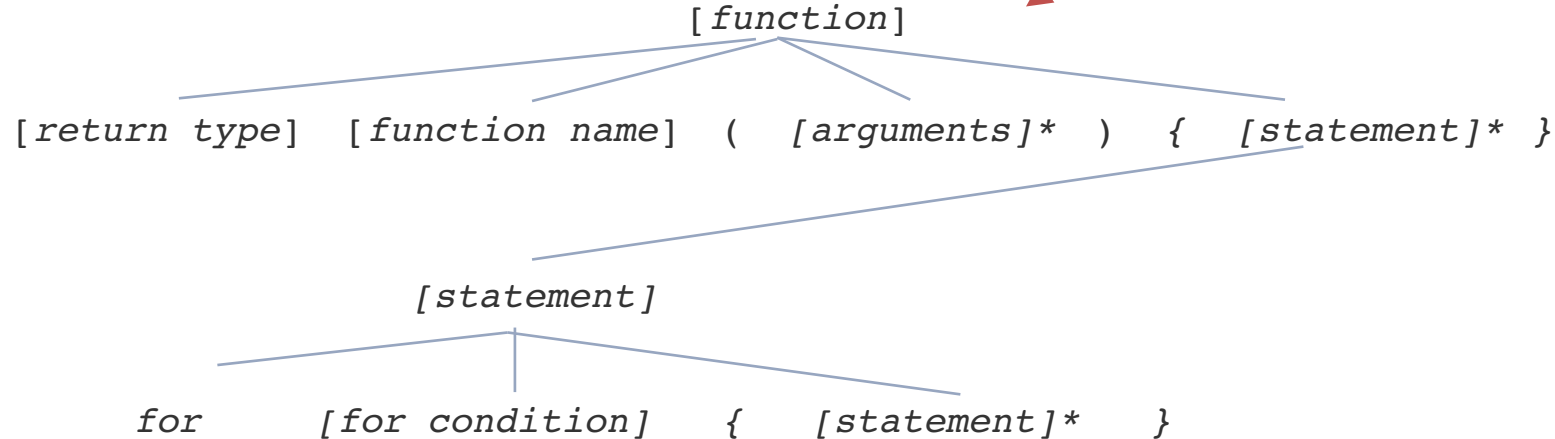 [function]
[return type] [function name] ( [arguments]* ) { [statement]* }
[statement]
for [for condition] { [statement]* }